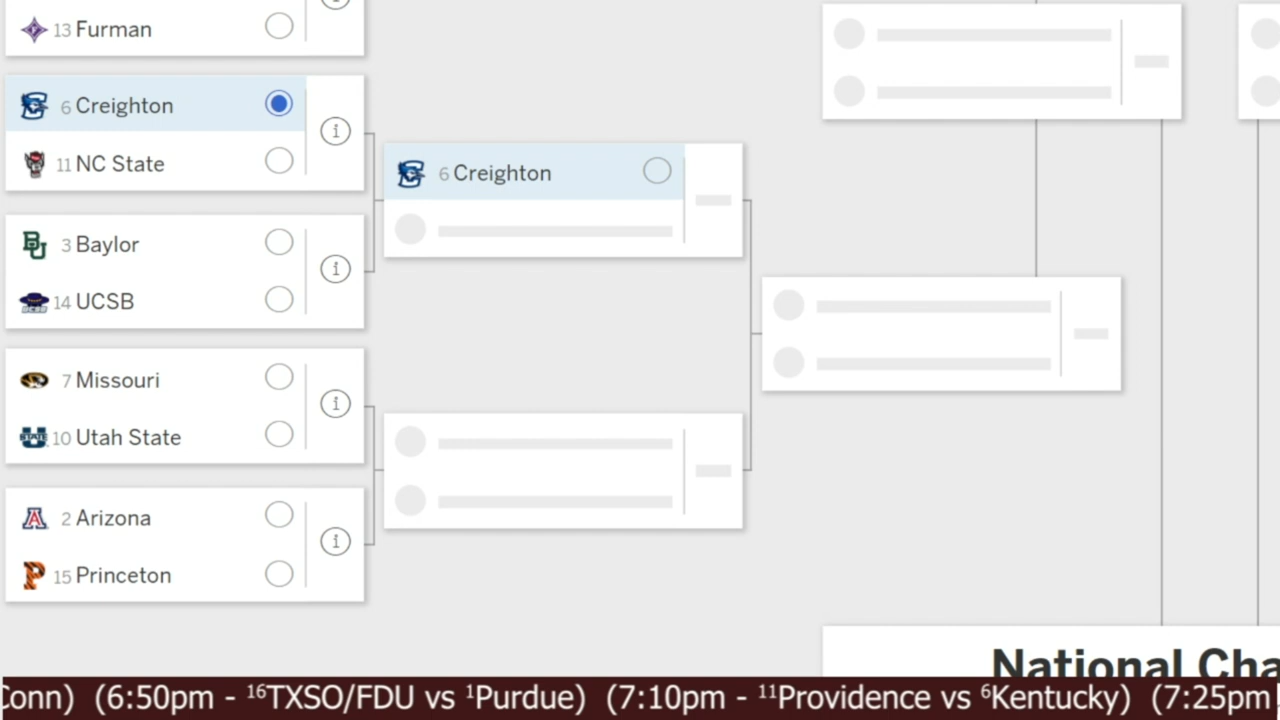 13 Furman
6 Creighton
11 NC State
6 Creighton
3 Baylor
14 UCSB
7 Missouri
10 Utah State
2 Arizona
15 Princeton
National Cha
Conn) (6:50pm - 16TXSO/FDU vs 1Purdue) (7:10pm - 11Providence vs 6Kentucky) (7:25pm